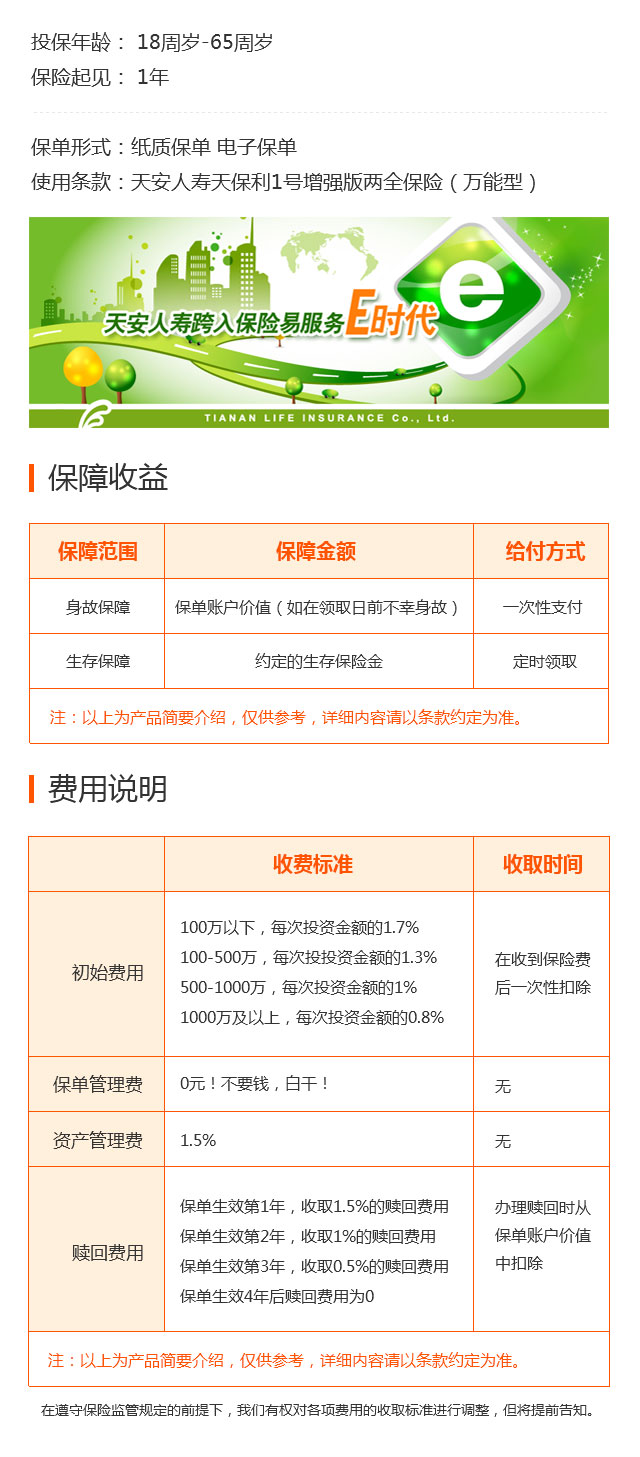 投保年龄： 18周岁-65周岁
保险起见： 1年
保单形式：纸质保单 电子保单
使用条款：天安人寿天保利1号增强版两全保险（万能型）
e
天安人寿跨入保险易服务E时代
TIANAN LIFE INSURANCE Co., Ltd.
保障收益
保障范围 保障金额 给付方式
身故保障 保单账户价值（如在领取日前不幸身故） 一次性支付
生存保障 约定的生存保险金 定时领取
注：以上为产品简要介绍，仅供参考，详细内容请以条款约定为准。
费用说明
收费标准 收取时间
初始费用
100万以下，每次投资金额的1.7%
100-500万，每次投投资金额的1.3%
500-1000万，每次投资金额的1%
1000万及以上，每次投资金额的0.8%
在收到保险费
后一次性扣除
保单管理费 0元！不要钱，白干！ 无
资产管理费 1.5% 无
赎回费用
保单生效第1年，收取1.5%的赎回费用
保单生效第2年，收取1%的赎回费用
保单生效第3年，收取0.5%的赎回费用
保单生效4年后赎回费用为0
办理赎回时从
保单账户价值
中扣除
注：以上为产品简要介绍，仅供参考，详细内容请以条款约定为准。
在遵守保险监管规定的前提下，我们有权对各项费用的收取标准进行调整，但将提前告知。